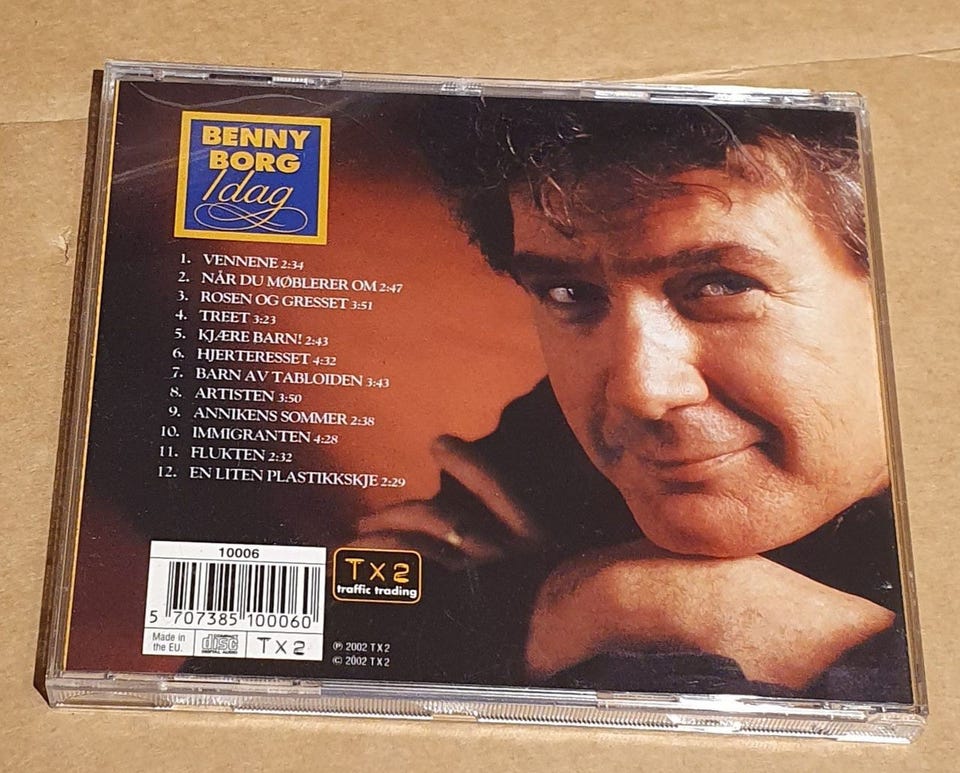 BENNY
BORG
Idag
1. VENNENE 2:34
2. NÅR DU MØBLERER OM 2:47
3. ROSEN OG GRESSET 3:51
4. TREET 3:23
5. KJÆRE BARN! 2:43
6. HJERTERESSET 4:32
7. BARN AV TABLOIDEN 3:43
8. ARTISTEN 3:50
9. ANNIKENS SOMMER 2:38
10. IMMIGRANTEN 4:28
11. FLUKTEN 2:32
12. EN LITEN PLASTIKKSKJE 2:29
10006
5 707385 100060
Made in
the EU.
COMPACT
disc
DIGITAL AUDIO
TX2
TX2
traffic trading
℗ 2002 TX2
© 2002 TX2